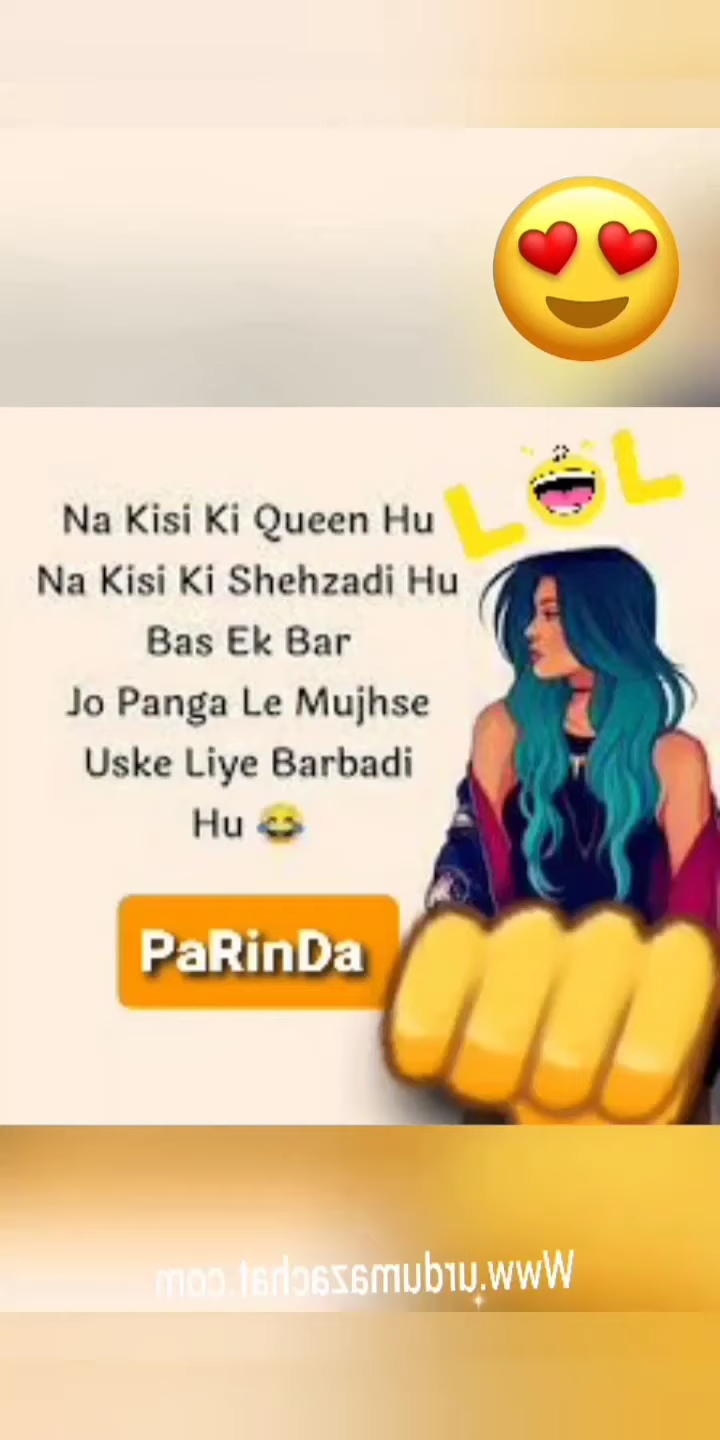 LOL
Na Kisi Ki Queen Hu
Na Kisi Ki Shehzadi Hu
Bas Ek Bar
Jo Panga Le Mujhse
Uske Liye Barbadi
Hu 😂
PaRinDa
Www.urdumazachat.com